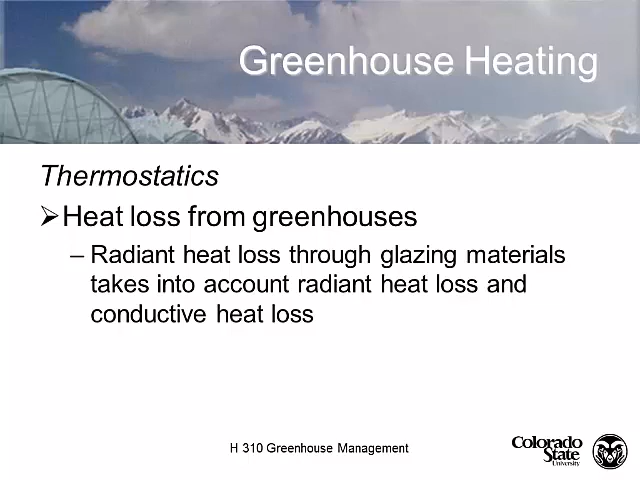 Greenhouse Heating
Thermostatics
➢Heat loss from greenhouses
– Radiant heat loss through glazing materials
takes into account radiant heat loss and
conductive heat loss
H 310 Greenhouse Management
Colorado
State
University